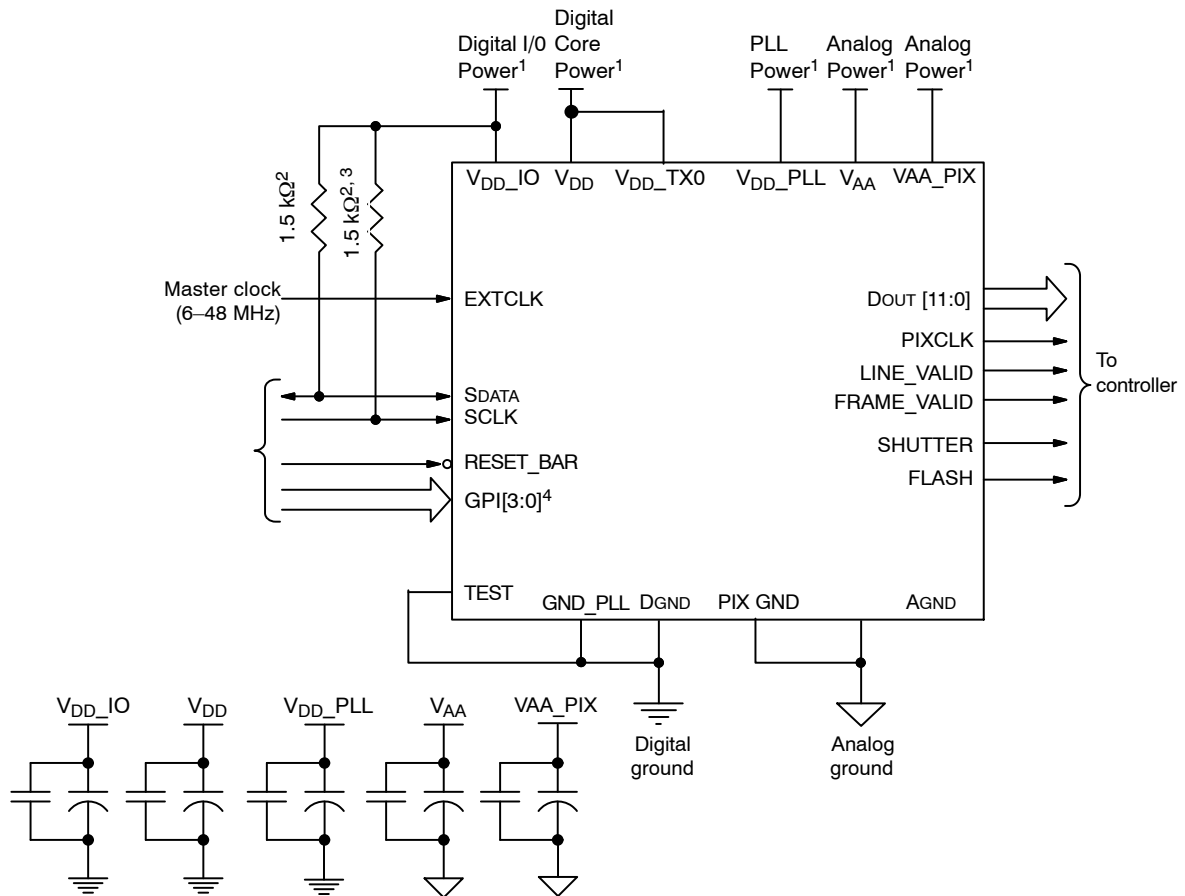 Digital I/0
Power1
Digital
Core
Power1
PLL
Power1
Analog
Power1
Analog
Power1
VDD_IO
VDD
VDD_TX0
VDD_PLL
VAA
VAA_PIX
1.5 kΩ2
1.5 kΩ2, 3
Master clock
(6–48 MHz)
EXTCLK
SDATA
SCLK
RESET_BAR
GPI[3:0]4
TEST
DOUT [11:0]
PIXCLK
LINE_VALID
FRAME_VALID
SHUTTER
FLASH
To
controller
GND_PLL
DGND
PIX GND
AGND
Digital
ground
Analog
ground
VDD_IO
VDD
VDD_PLL
VAA
VAA_PIX